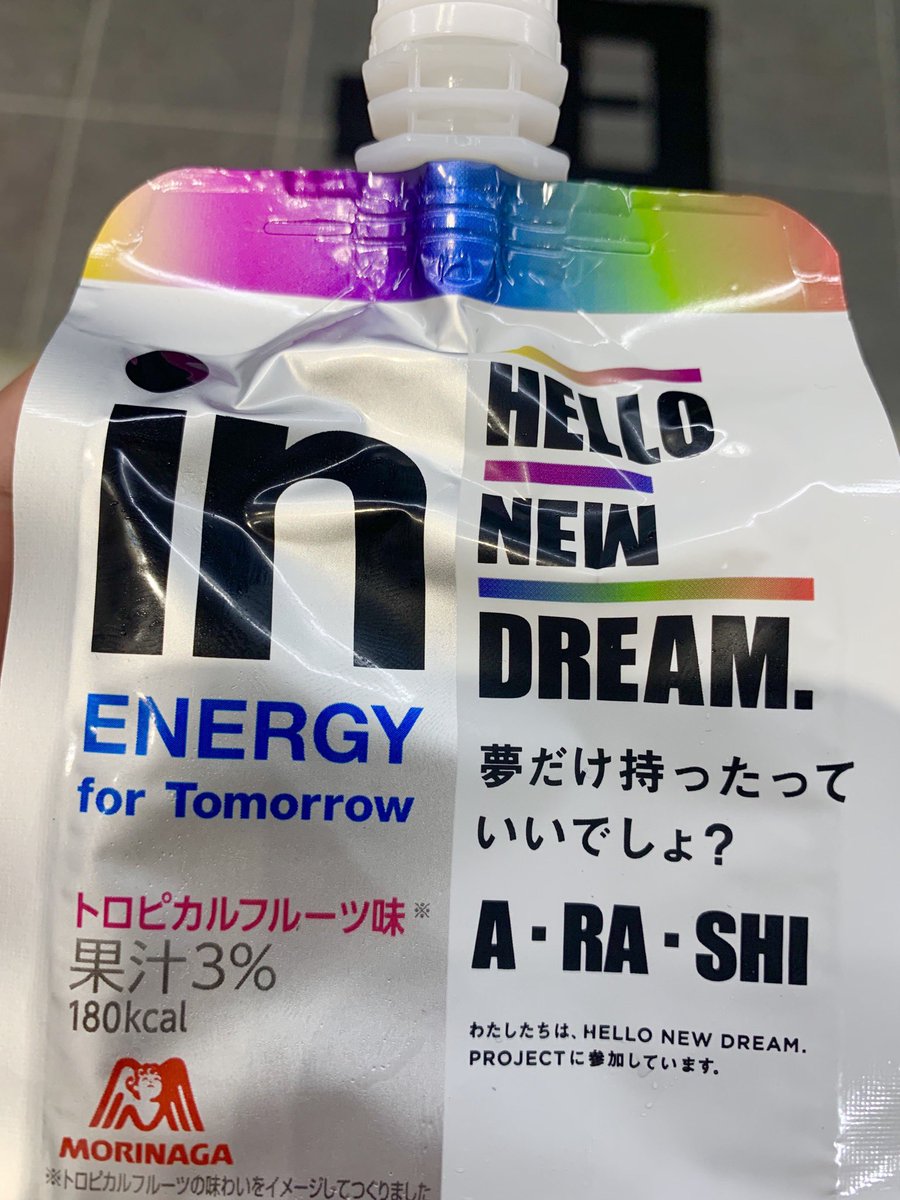 in
ENERGY
for Tomorrow
トロピカルフルーツ味※
果汁3%
180kcal
MORINAGA
※トロピカルフルーツの味わいをイメージしてつくりました
HELLO
NEW
DREAM.
夢だけ持ったって
いいでしょ?
A・RA・SHI
わたしたちは、HELLO NEW DREAM.
PROJECTに参加しています。